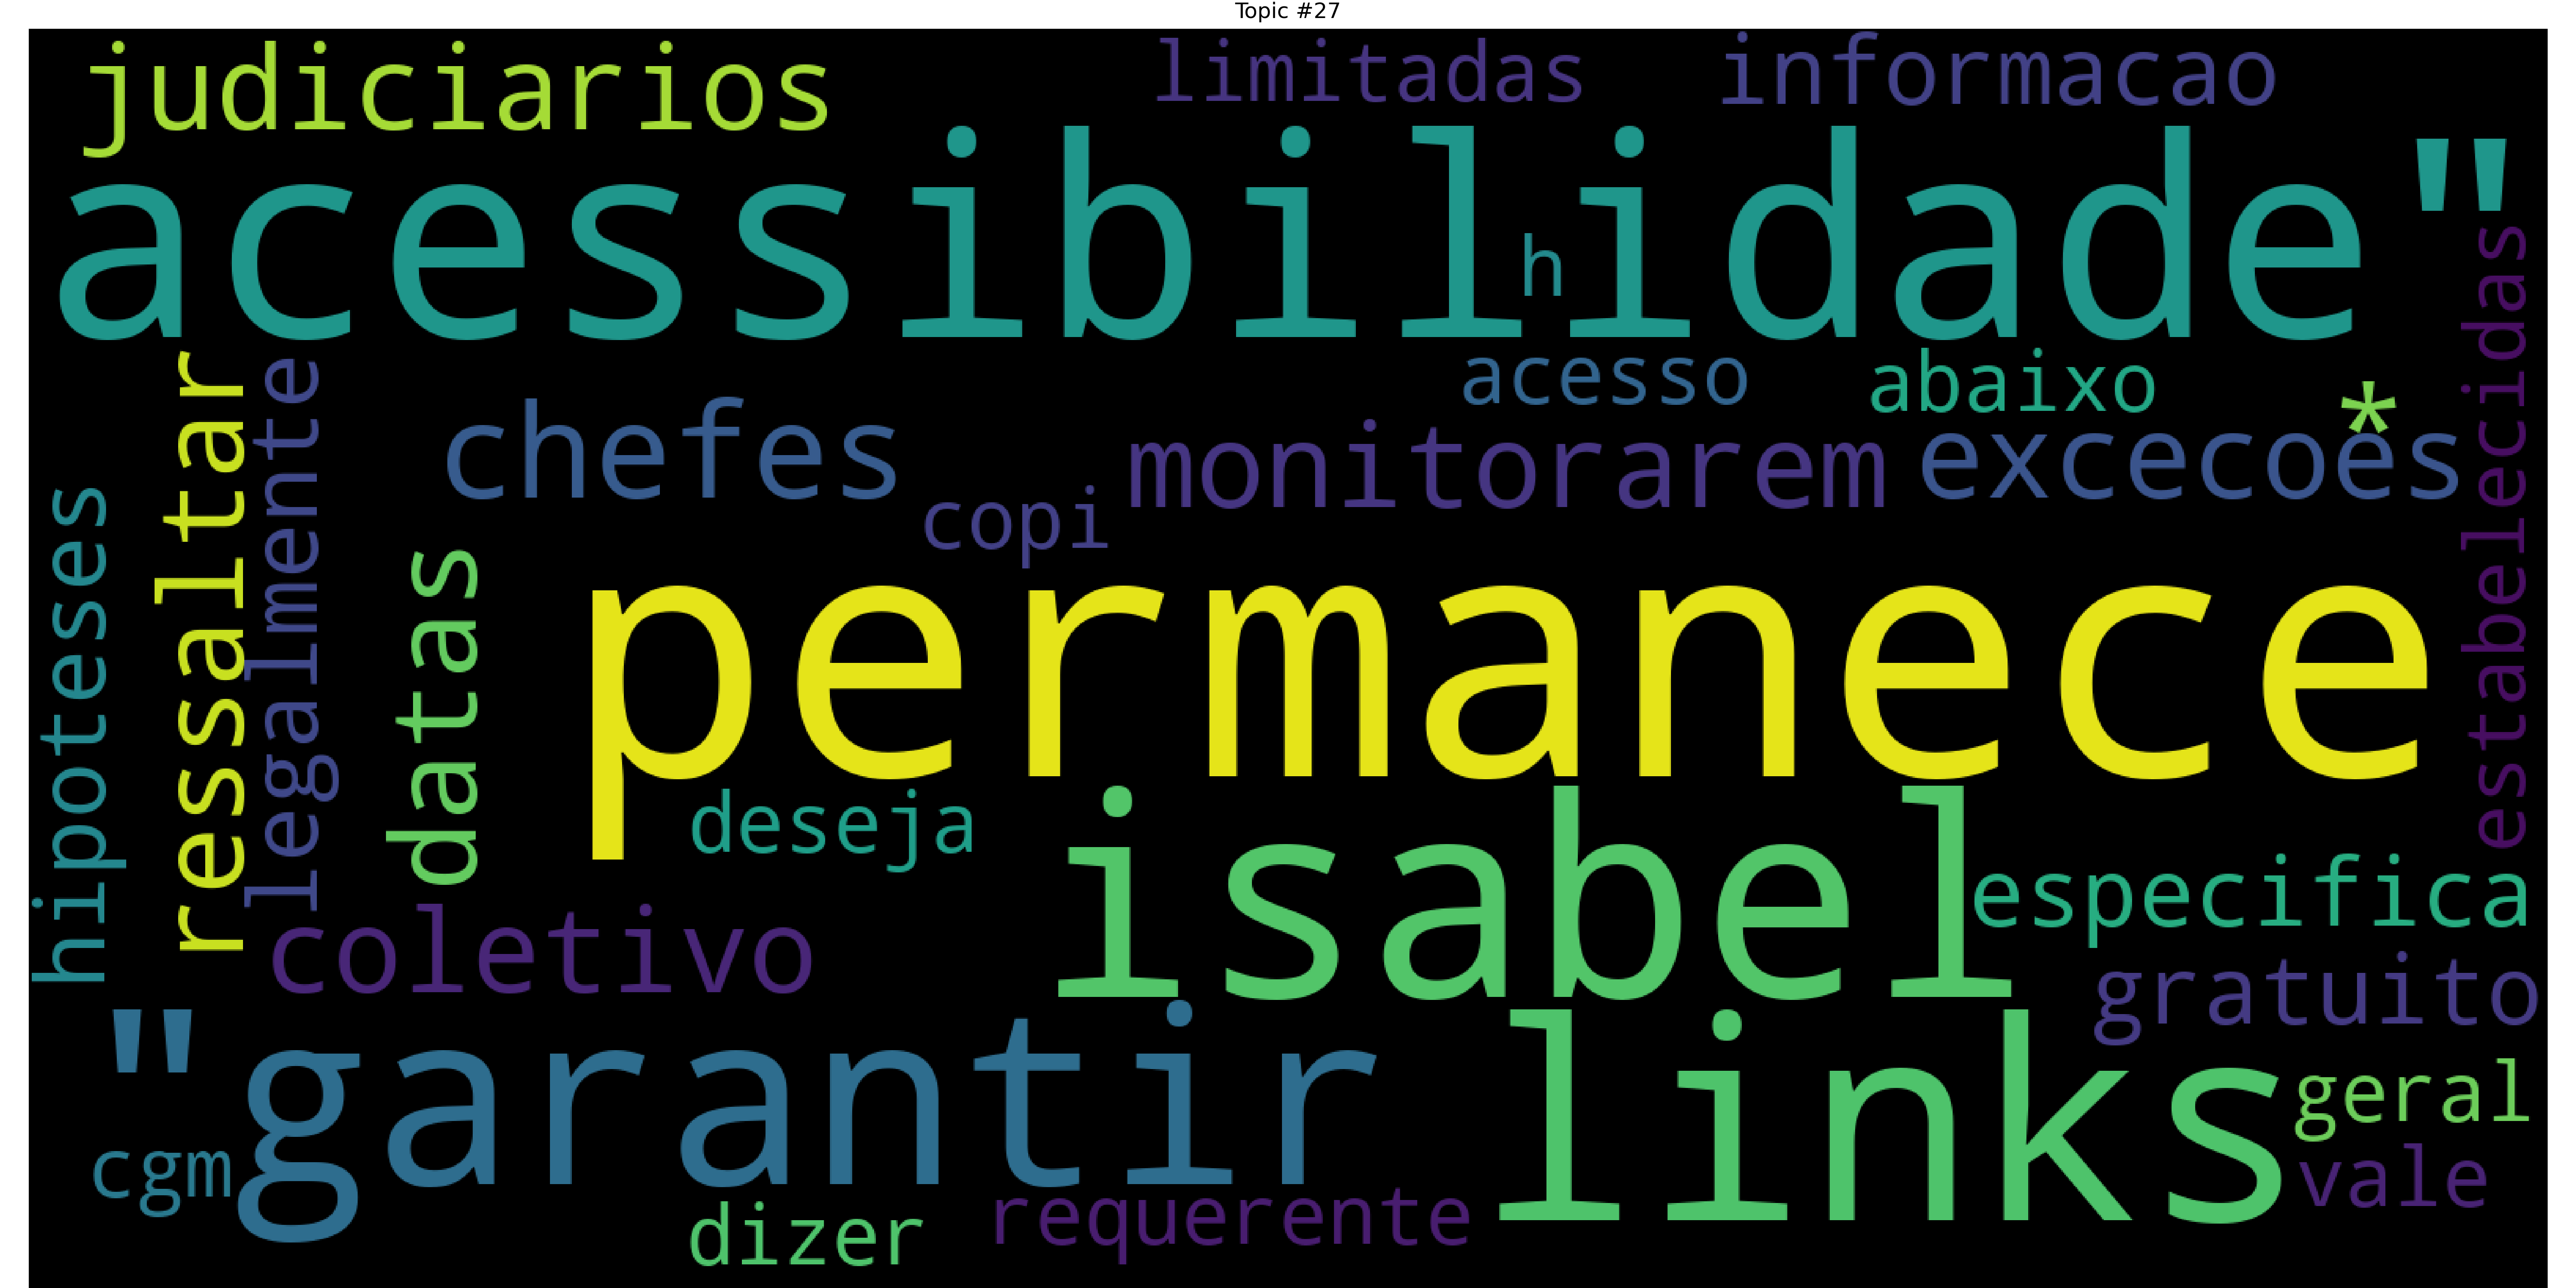 Topic #27
judiciarios
limitadas
informacao
acessibilidade"
h
estabelecidas
acesso
abaixo
*
chefes
monitorarem
excecoes
copi
hipoteses
ressaltar
legalmente
datas
permanece
deseja
isabel
especifica
coletivo
gratuito
"garantir
links
geral
cgm
vale
dizer
requerente